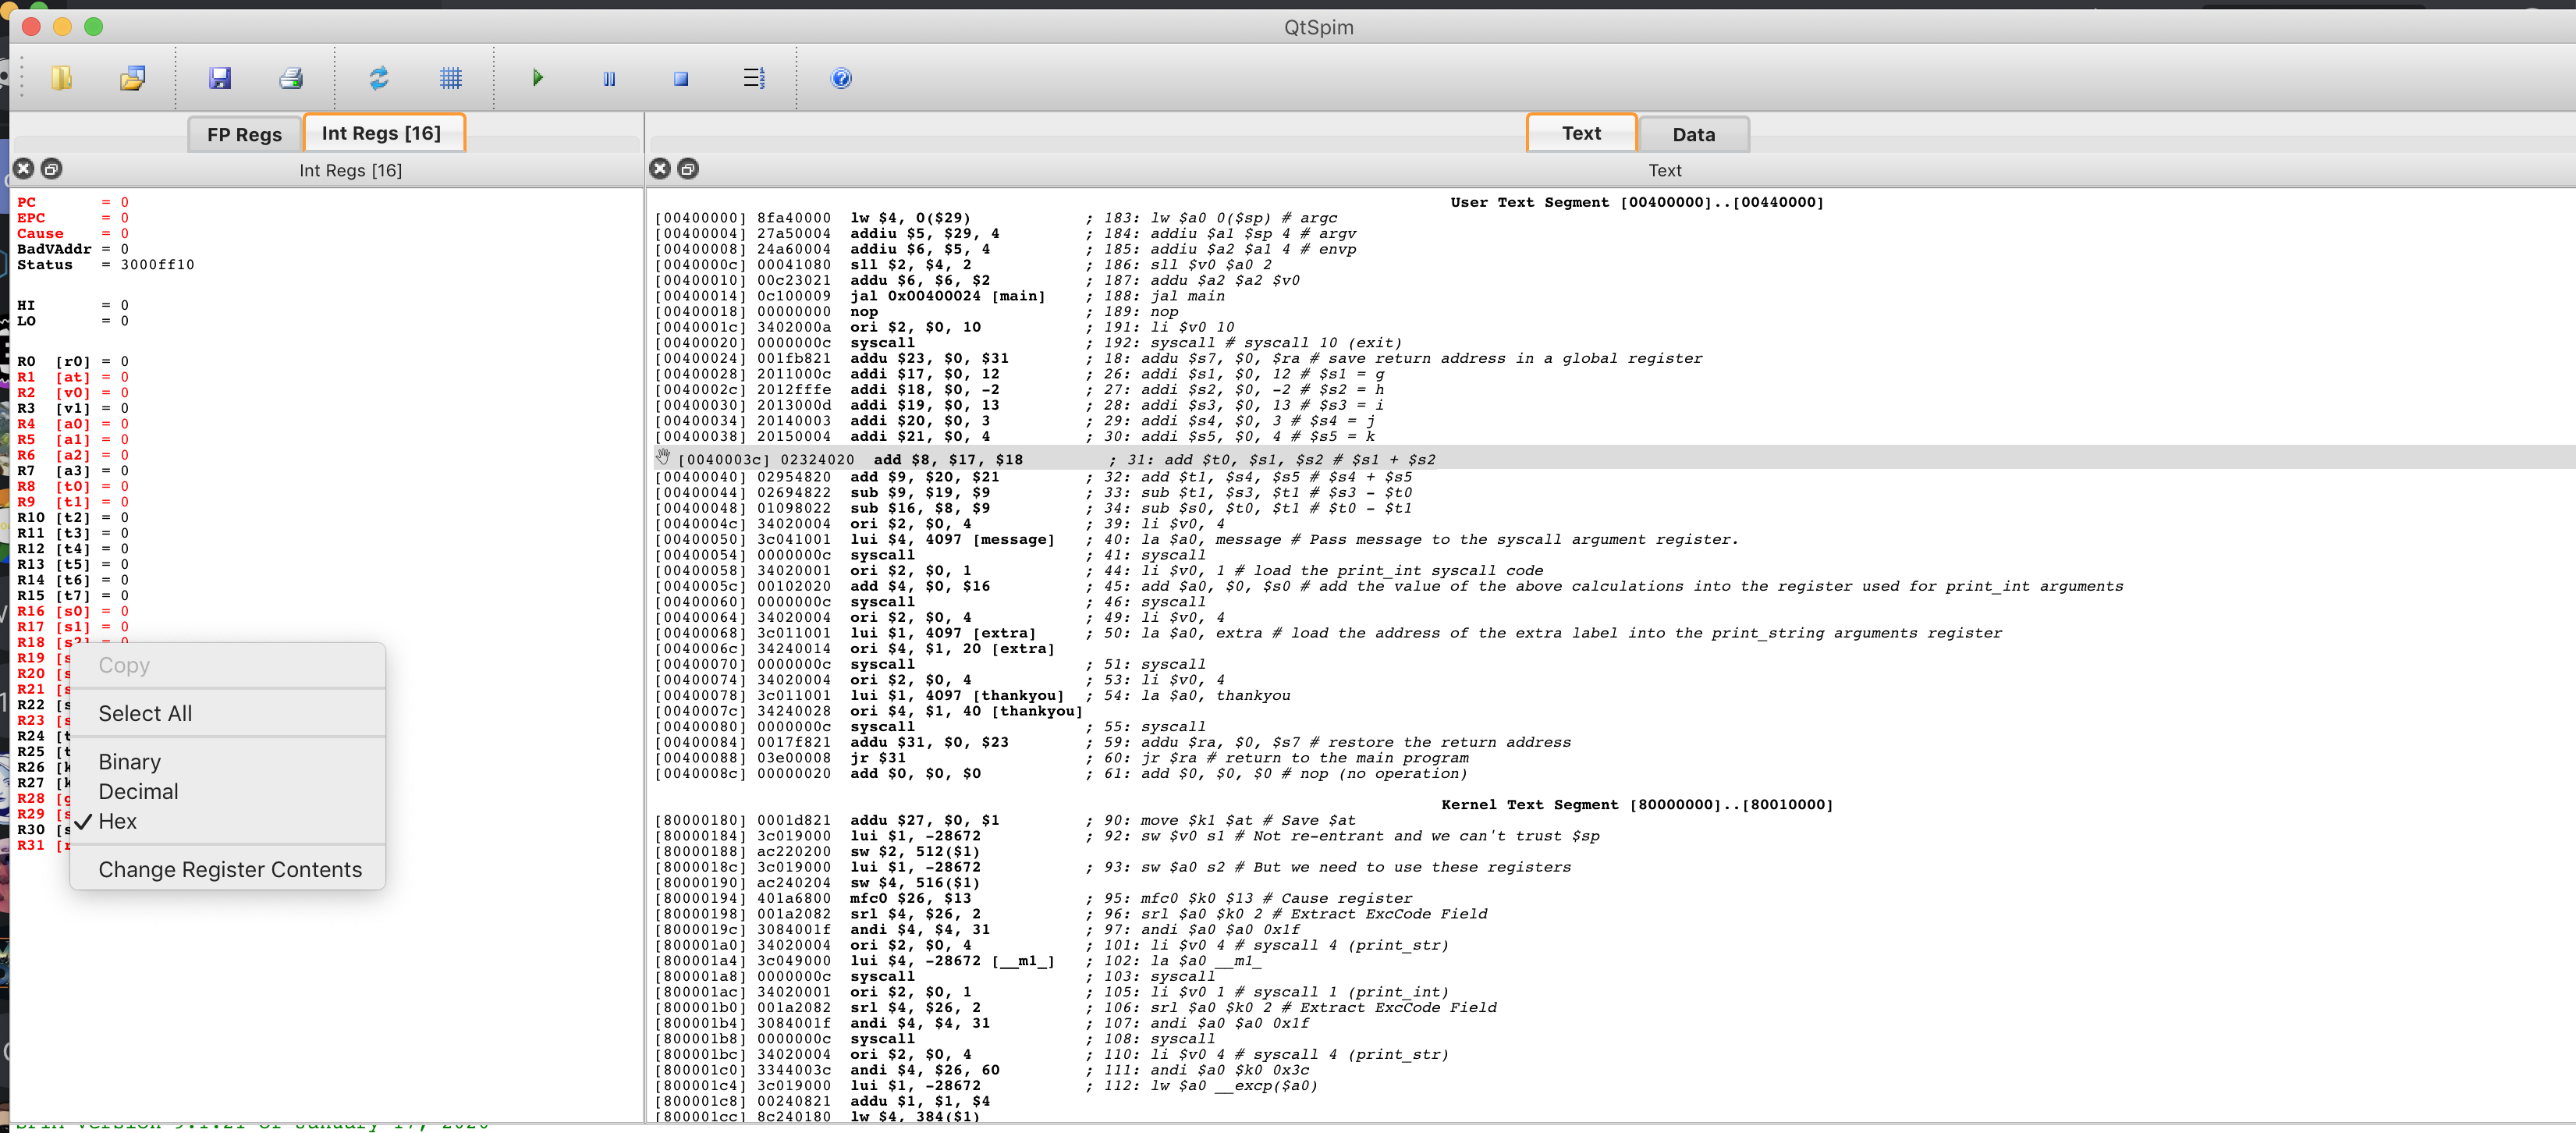 QtSpim
FP Regs
Int Regs [16]
Text
Data
Int Regs [16]
Text
PC = 0
EPC = 0
Cause = 0
BadVAddr = 0
Status = 3000ff10
HI = 0
LO = 0
R0 [r0] = 0
R1 [at] = 0
R2 [v0] = 0
R3 [v1] = 0
R4 [a0] = 0
R5 [a1] = 0
R6 [a2] = 0
R7 [a3] = 0
R8 [t0] = 0
R9 [t1] = 0
R10 [t2] = 0
R11 [t3] = 0
R12 [t4] = 0
R13 [t5] = 0
R14 [t6] = 0
R15 [t7] = 0
R16 [s0] = 0
R17 [s1] = 0
R18 [s2] = 0
R19 [s
R20 [s
R21 [s
R22 [s
R23 [s
R24 [t
R25 [t
R26 [k
R27 [k
R28 [g
R29 [s
R30 [s
R31 [r
Copy
Select All
Binary
Decimal
✓ Hex
Change Register Contents
User Text Segment [00400000]..[00440000]
[00400000] 8fa40000 lw $4, 0($29) ; 183: lw $a0 0($sp) # argc
[00400004] 27a50004 addiu $5, $29, 4 ; 184: addiu $a1 $sp 4 # argv
[00400008] 24a60004 addiu $6, $5, 4 ; 185: addiu $a2 $a1 4 # envp
[0040000c] 00041080 sll $2, $4, 2 ; 186: sll $v0 $a0 2
[00400010] 00c23021 addu $6, $6, $2 ; 187: addu $a2 $a2 $v0
[00400014] 0c100009 jal 0x00400024 [main] ; 188: jal main
[00400018] 00000000 nop ; 189: nop
[0040001c] 3402000a ori $2, $0, 10 ; 191: li $v0 10
[00400020] 0000000c syscall ; 192: syscall # syscall 10 (exit)
[00400024] 001fb821 addu $23, $0, $31 ; 18: addu $s7, $0, $ra # save return address in a global register
[00400028] 2011000c addi $17, $0, 12 ; 26: addi $s1, $0, 12 # $s1 = g
[0040002c] 2012fffe addi $18, $0, -2 ; 27: addi $s2, $0, -2 # $s2 = h
[00400030] 2013000d addi $19, $0, 13 ; 28: addi $s3, $0, 13 # $s3 = i
[00400034] 20140003 addi $20, $0, 3 ; 29: addi $s4, $0, 3 # $s4 = j
[00400038] 20150004 addi $21, $0, 4 ; 30: addi $s5, $0, 4 # $s5 = k
[0040003c] 02324020 add $8, $17, $18 ; 31: add $t0, $s1, $s2 # $s1 + $s2
[00400040] 02954820 add $9, $20, $21 ; 32: add $t1, $s4, $s5 # $s4 + $s5
[00400044] 02694822 sub $9, $19, $9 ; 33: sub $t1, $s3, $t1 # $s3 - $t0
[00400048] 01098022 sub $16, $8, $9 ; 34: sub $s0, $t0, $t1 # $t0 - $t1
[0040004c] 34020004 ori $2, $0, 4 ; 39: li $v0, 4
[00400050] 3c041001 lui $4, 4097 [message] ; 40: la $a0, message # Pass message to the syscall argument register.
[00400054] 0000000c syscall ; 41: syscall
[00400058] 34020001 ori $2, $0, 1 ; 44: li $v0, 1 # load the print_int syscall code
[0040005c] 00102020 add $4, $0, $16 ; 45: add $a0, $0, $s0 # add the value of the above calculations into the register used for print_int arguments
[00400060] 0000000c syscall ; 46: syscall
[00400064] 34020004 ori $2, $0, 4 ; 49: li $v0, 4
[00400068] 3c011001 lui $1, 4097 [extra] ; 50: la $a0, extra # load the address of the extra label into the print_string arguments register
[0040006c] 34240014 ori $4, $1, 20 [extra]
[00400070] 0000000c syscall ; 51: syscall
[00400074] 34020004 ori $2, $0, 4 ; 53: li $v0, 4
[00400078] 3c011001 lui $1, 4097 [thankyou] ; 54: la $a0, thankyou
[0040007c] 34240028 ori $4, $1, 40 [thankyou]
[00400080] 0000000c syscall ; 55: syscall
[00400084] 0017f821 addu $31, $0, $23 ; 59: addu $ra, $0, $s7 # restore the return address
[00400088] 03e00008 jr $31 ; 60: jr $ra # return to the main program
[0040008c] 00000020 add $0, $0, $0 ; 61: add $0, $0, $0 # nop (no operation)
Kernel Text Segment [80000000]..[80010000]
[80000180] 0001d821 addu $27, $0, $1 ; 90: move $k1 $at # Save $at
[80000184] 3c019000 lui $1, -28672 ; 92: sw $v0 s1 # Not re-entrant and we can't trust $sp
[80000188] ac220200 sw $2, 512($1)
[8000018c] 3c019000 lui $1, -28672 ; 93: sw $a0 s2 # But we need to use these registers
[80000190] ac240204 sw $4, 516($1)
[80000194] 401a6800 mfc0 $26, $13 ; 95: mfc0 $k0 $13 # Cause register
[80000198] 001a2082 srl $4, $26, 2 ; 96: srl $a0 $k0 2 # Extract ExcCode Field
[8000019c] 3084001f andi $4, $4, 31 ; 97: andi $a0 $a0 0x1f
[800001a0] 34020004 ori $2, $0, 4 ; 101: li $v0 4 # syscall 4 (print_str)
[800001a4] 3c049000 lui $4, -28672 [__m1_] ; 102: la $a0 __m1_
[800001a8] 0000000c syscall ; 103: syscall
[800001ac] 34020001 ori $2, $0, 1 ; 105: li $v0 1 # syscall 1 (print_int)
[800001b0] 001a2082 srl $4, $26, 2 ; 106: srl $a0 $k0 2 # Extract ExcCode Field
[800001b4] 3084001f andi $4, $4, 31 ; 107: andi $a0 $a0 0x1f
[800001b8] 0000000c syscall ; 108: syscall
[800001bc] 34020004 ori $2, $0, 4 ; 110: li $v0 4 # syscall 4 (print_str)
[800001c0] 3344003c andi $4, $26, 60 ; 111: andi $a0 $k0 0x3c
[800001c4] 3c019000 lui $1, -28672 ; 112: lw $a0 __excp($a0)
[800001c8] 00240821 addu $1, $1, $4
[800001cc] 8c240180 lw $4, 384($1)